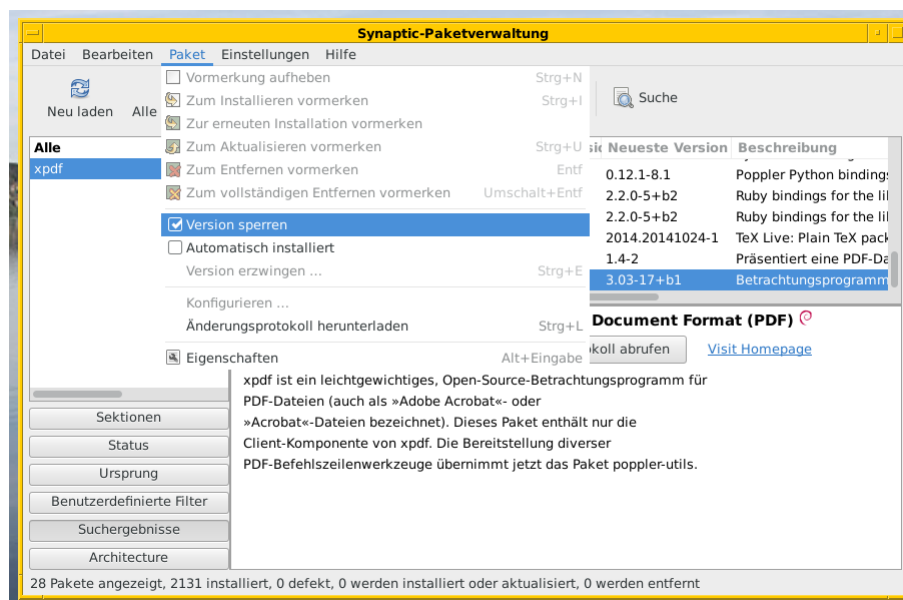 Synaptic-Paketverwaltung
Datei Bearbeiten Paket Einstellungen Hilfe
Neu laden Alle
Suche
Vormerkung aufheben Strg+N
Zum Installieren vormerken Strg+I
Zur erneuten Installation vormerken
Zum Aktualisieren vormerken Strg+U
Zum Entfernen vormerken Entf
Zum vollständigen Entfernen vormerken Umschalt+Entf
Version sperren
Automatisch installiert
Version erzwingen ... Strg+E
Konfigurieren ...
Änderungsprotokoll herunterladen Strg+L
Eigenschaften Alt+Eingabe
Alle
xpdf
Neueste Version Beschreibung
0.12.1-8.1 Poppler Python bindings
2.2.0-5+b2 Ruby bindings for the
2.2.0-5+b2 Ruby bindings for the
2014.20141024-1 TeX Live: Plain TeX pack
1.4-2 Präsentiert eine PDF-Da
3.03-17+b1 Betrachtungsprogramm
Document Format (PDF)
koll abrufen Visit Homepage
xpdf ist ein leichtgewichtiges, Open-Source-Betrachtungsprogramm für
PDF-Dateien (auch als »Adobe Acrobat«- oder
»Acrobat«-Dateien bezeichnet). Dieses Paket enthält nur die
Client-Komponente von xpdf. Die Bereitstellung diverser
PDF-Befehlszeilenwerkzeuge übernimmt jetzt das Paket poppler-utils.
Sektionen
Status
Ursprung
Benutzerdefinierte Filter
Suchergebnisse
Architecture
28 Pakete angezeigt, 2131 installiert, 0 defekt, 0 werden installiert oder aktualisiert, 0 werden entfernt